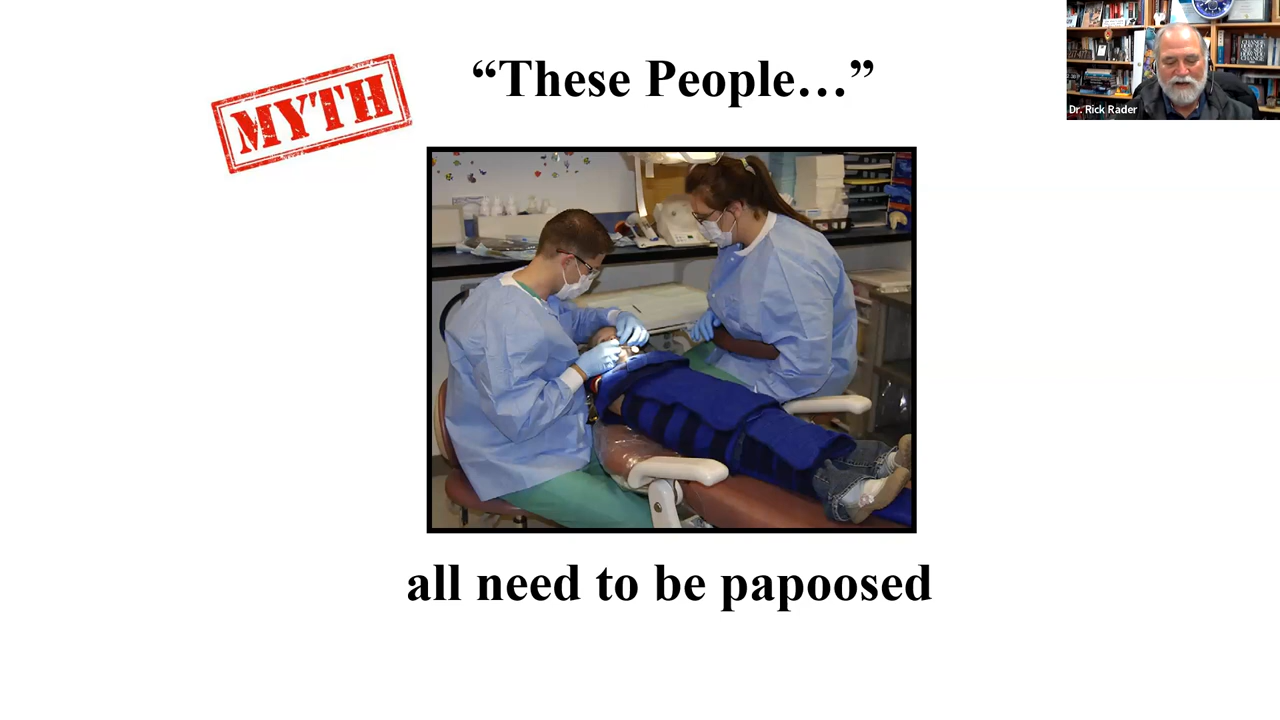 MYTH
“These People…”
Dr. Rick Rader
all need to be papoosed